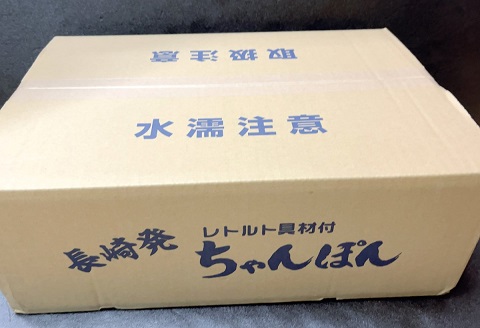 取扱注意
水濡注意
長崎発
レトルト具材付
ちゃんぽん